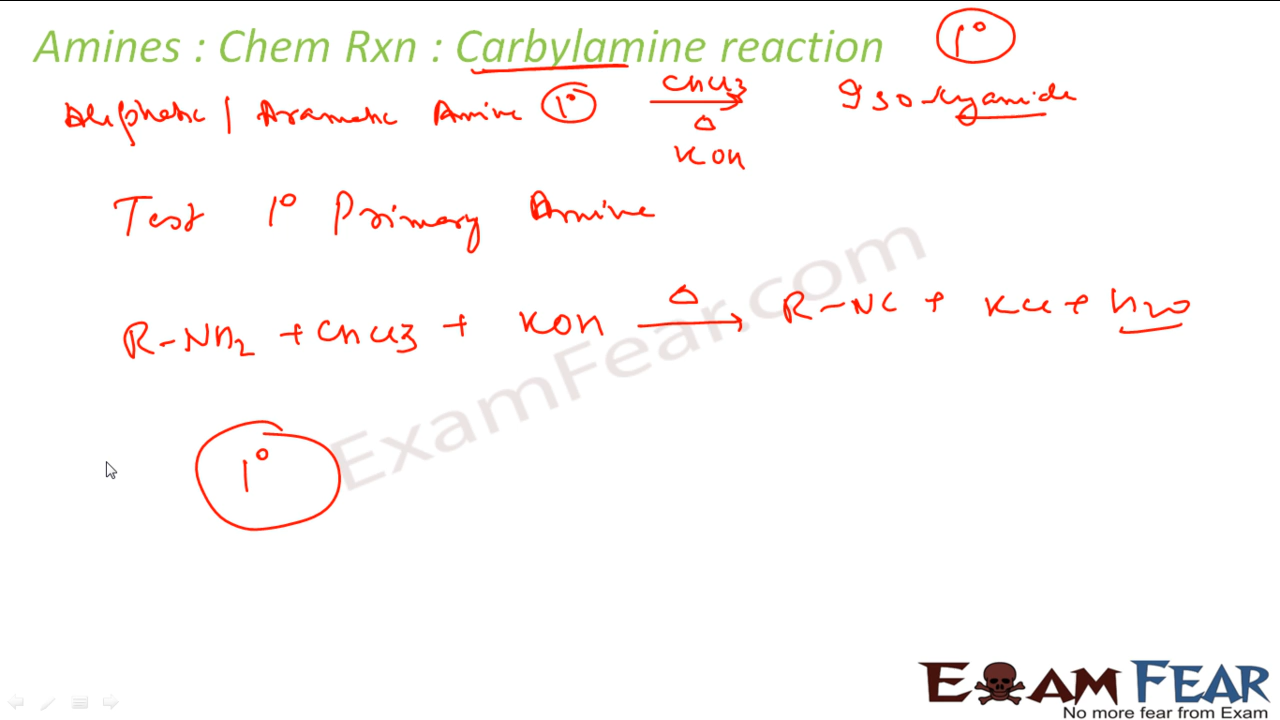 Amines : Chem Rxn : Carbylamine reaction 1°
Aliphatic / Aromatic Amine 1° CHCl3 Isocyanide
Δ
KOH
Test 1° Primary Amine
R-NH2 + CHCl3 + KOH Δ R-NC + KCl + H2O
1°
ExamFear.com
EXAM FEAR
No more fear from Exam